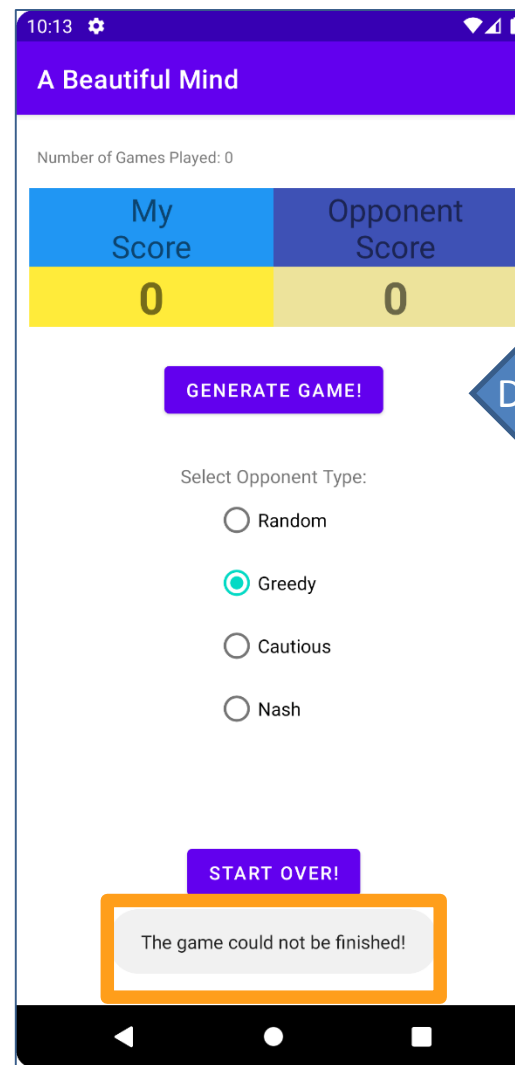 10:13
A Beautiful Mind
Number of Games Played: 0
My
Score
Opponent
Score
0
0
GENERATE GAME!
D
Select Opponent Type:
Random
Greedy
Cautious
Nash
START OVER!
The game could not be finished!